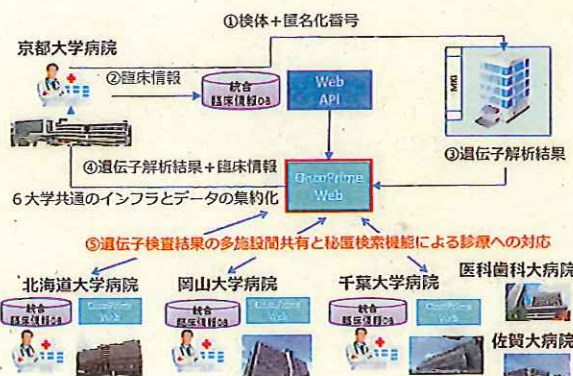 ①検体＋匿名化番号
京都大学病院
②臨床情報
統合
臨床情報DB
Web
API
MKI
③遺伝子解析結果
④遺伝子解析結果＋臨床情報
6大学共通のインフラとデータの集約化
OncoPrime
Web
⑤遺伝子検査結果の多施設間共有と秘匿検索機能による診療への対応
北海道大学病院
岡山大学病院
千葉大学病院
医科歯科大病院
統合
臨床情報DB
OncoPrime
Web
統合
臨床情報DB
OncoPrime
Web
統合
臨床情報DB
OncoPrime
Web
佐賀大病院